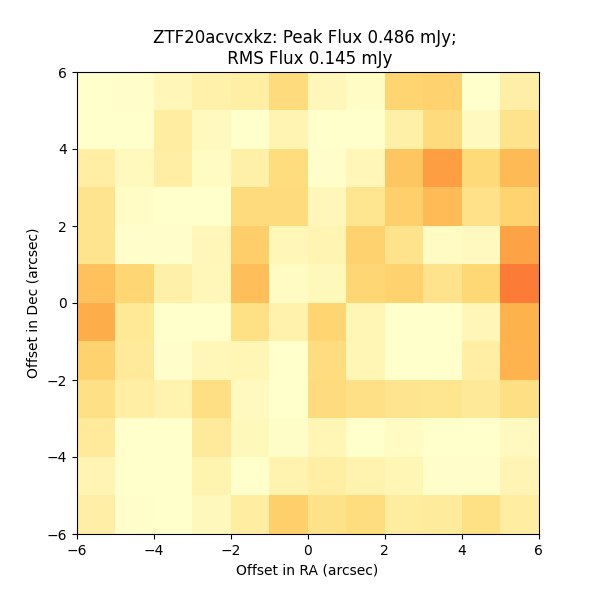 ZTF20acvcxkz: Peak Flux 0.486 mJy;
RMS Flux 0.145 mJy
6
4
2
0
−2
−4
−6
Offset in Dec (arcsec)
−6 −4 −2 0 2 4 6
Offset in RA (arcsec)